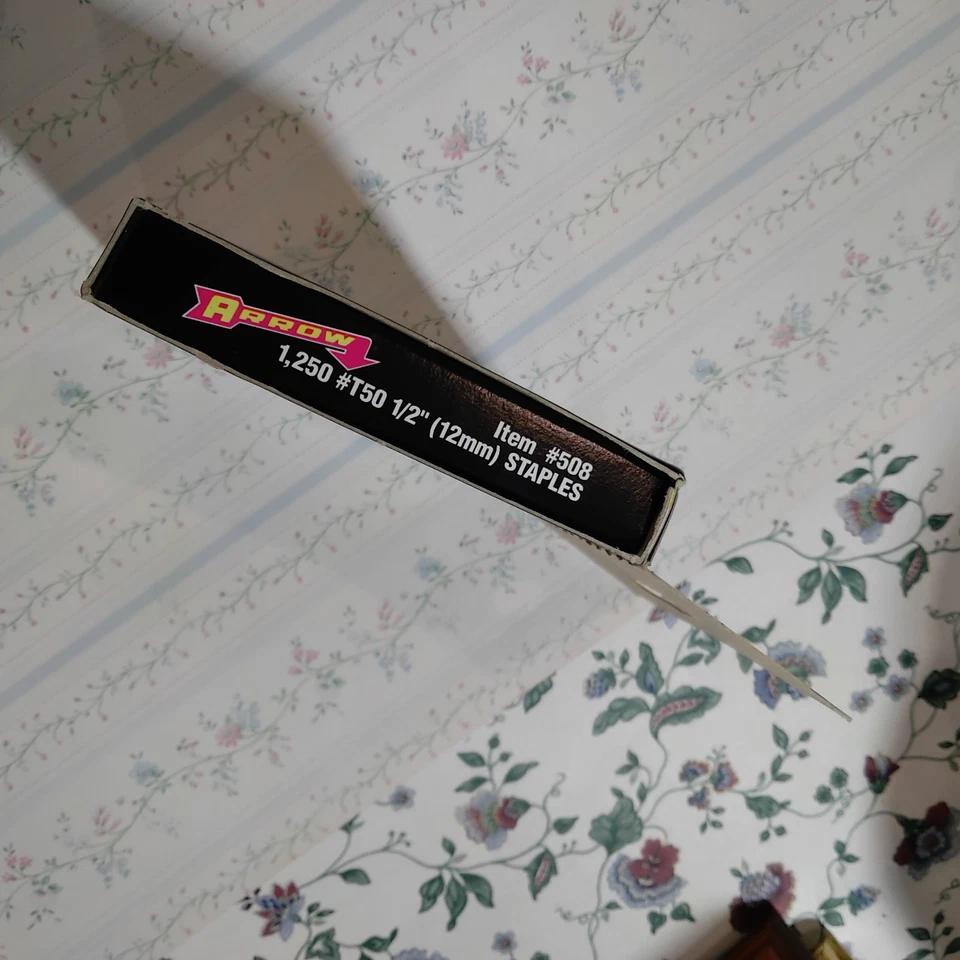 ARROW
Item #508
1,250 #T50 1/2" (12mm) STAPLES